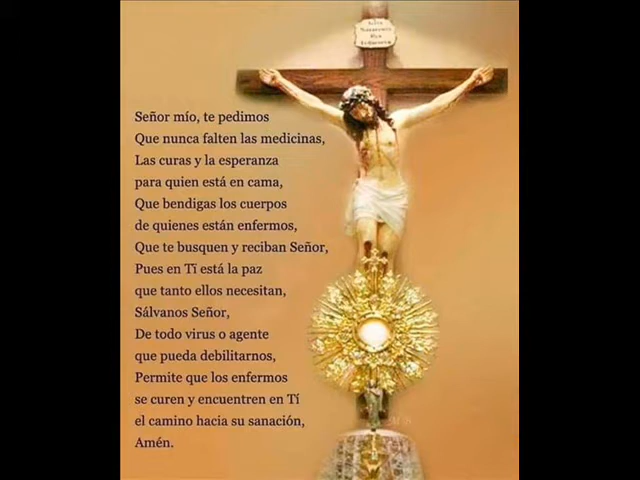 Señor mío, te pedimos
Que nunca falten las medicinas,
Las curas y la esperanza
para quien está en cama,
Que bendigas los cuerpos
de quienes están enfermos,
Que te busquen y reciban Señor,
Pues en Ti está la paz
que tanto ellos necesitan,
Sálvanos Señor,
De todo virus o agente
que pueda debilitarnos,
Permite que los enfermos
se curen y encuentren en Tí
el camino hacia su sanación,
Amén.